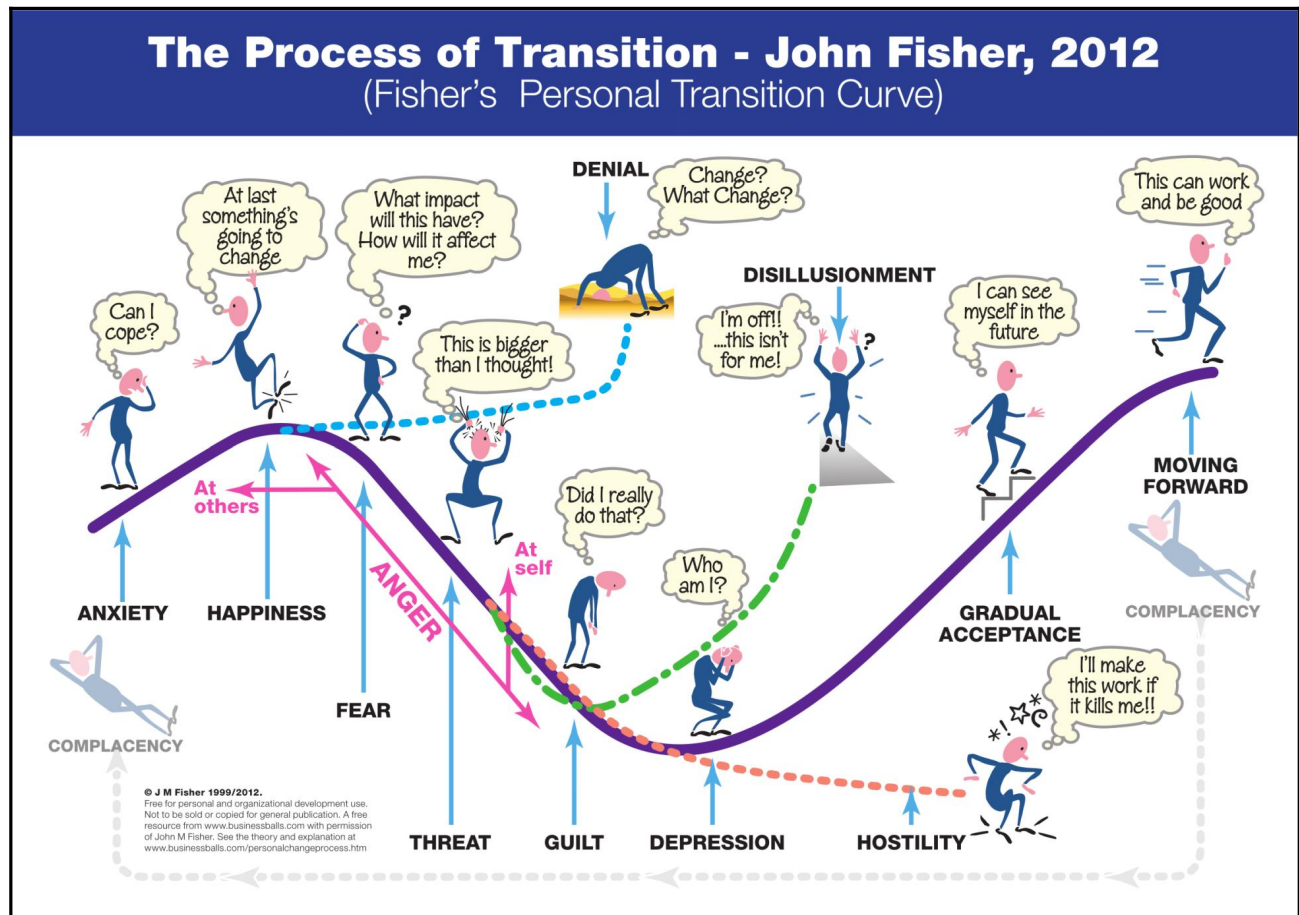 The Process of Transition - John Fisher, 2012
(Fisher's Personal Transition Curve)
DENIAL
Change?
What Change?
This can work
and be good
At last
something's
going to
change
What impact
will this have?
How will it affect
me?
?
DISILLUSIONMENT
I'm off!!
....this isn't
for me!
?
I can see
myself in the
future
Can I
cope?
This is bigger
than I thought!
At
others
MOVING
FORWARD
Did I really
do that?
At
self
Who
am I?
ANGER
ANXIETY
HAPPINESS
GRADUAL
ACCEPTANCE
COMPLACENCY
I'll make
this work if
it kills me!!
FEAR
*!☆*
COMPLACENCY
© J M Fisher 1999/2012.
Free for personal and organizational development use.
Not to be sold or copied for general publication. A free
resource from www.businessballs.com with permission
of John M Fisher. See the theory and explanation at
www.businessballs.com/personalchangeprocess.htm
THREAT
GUILT
DEPRESSION
HOSTILITY